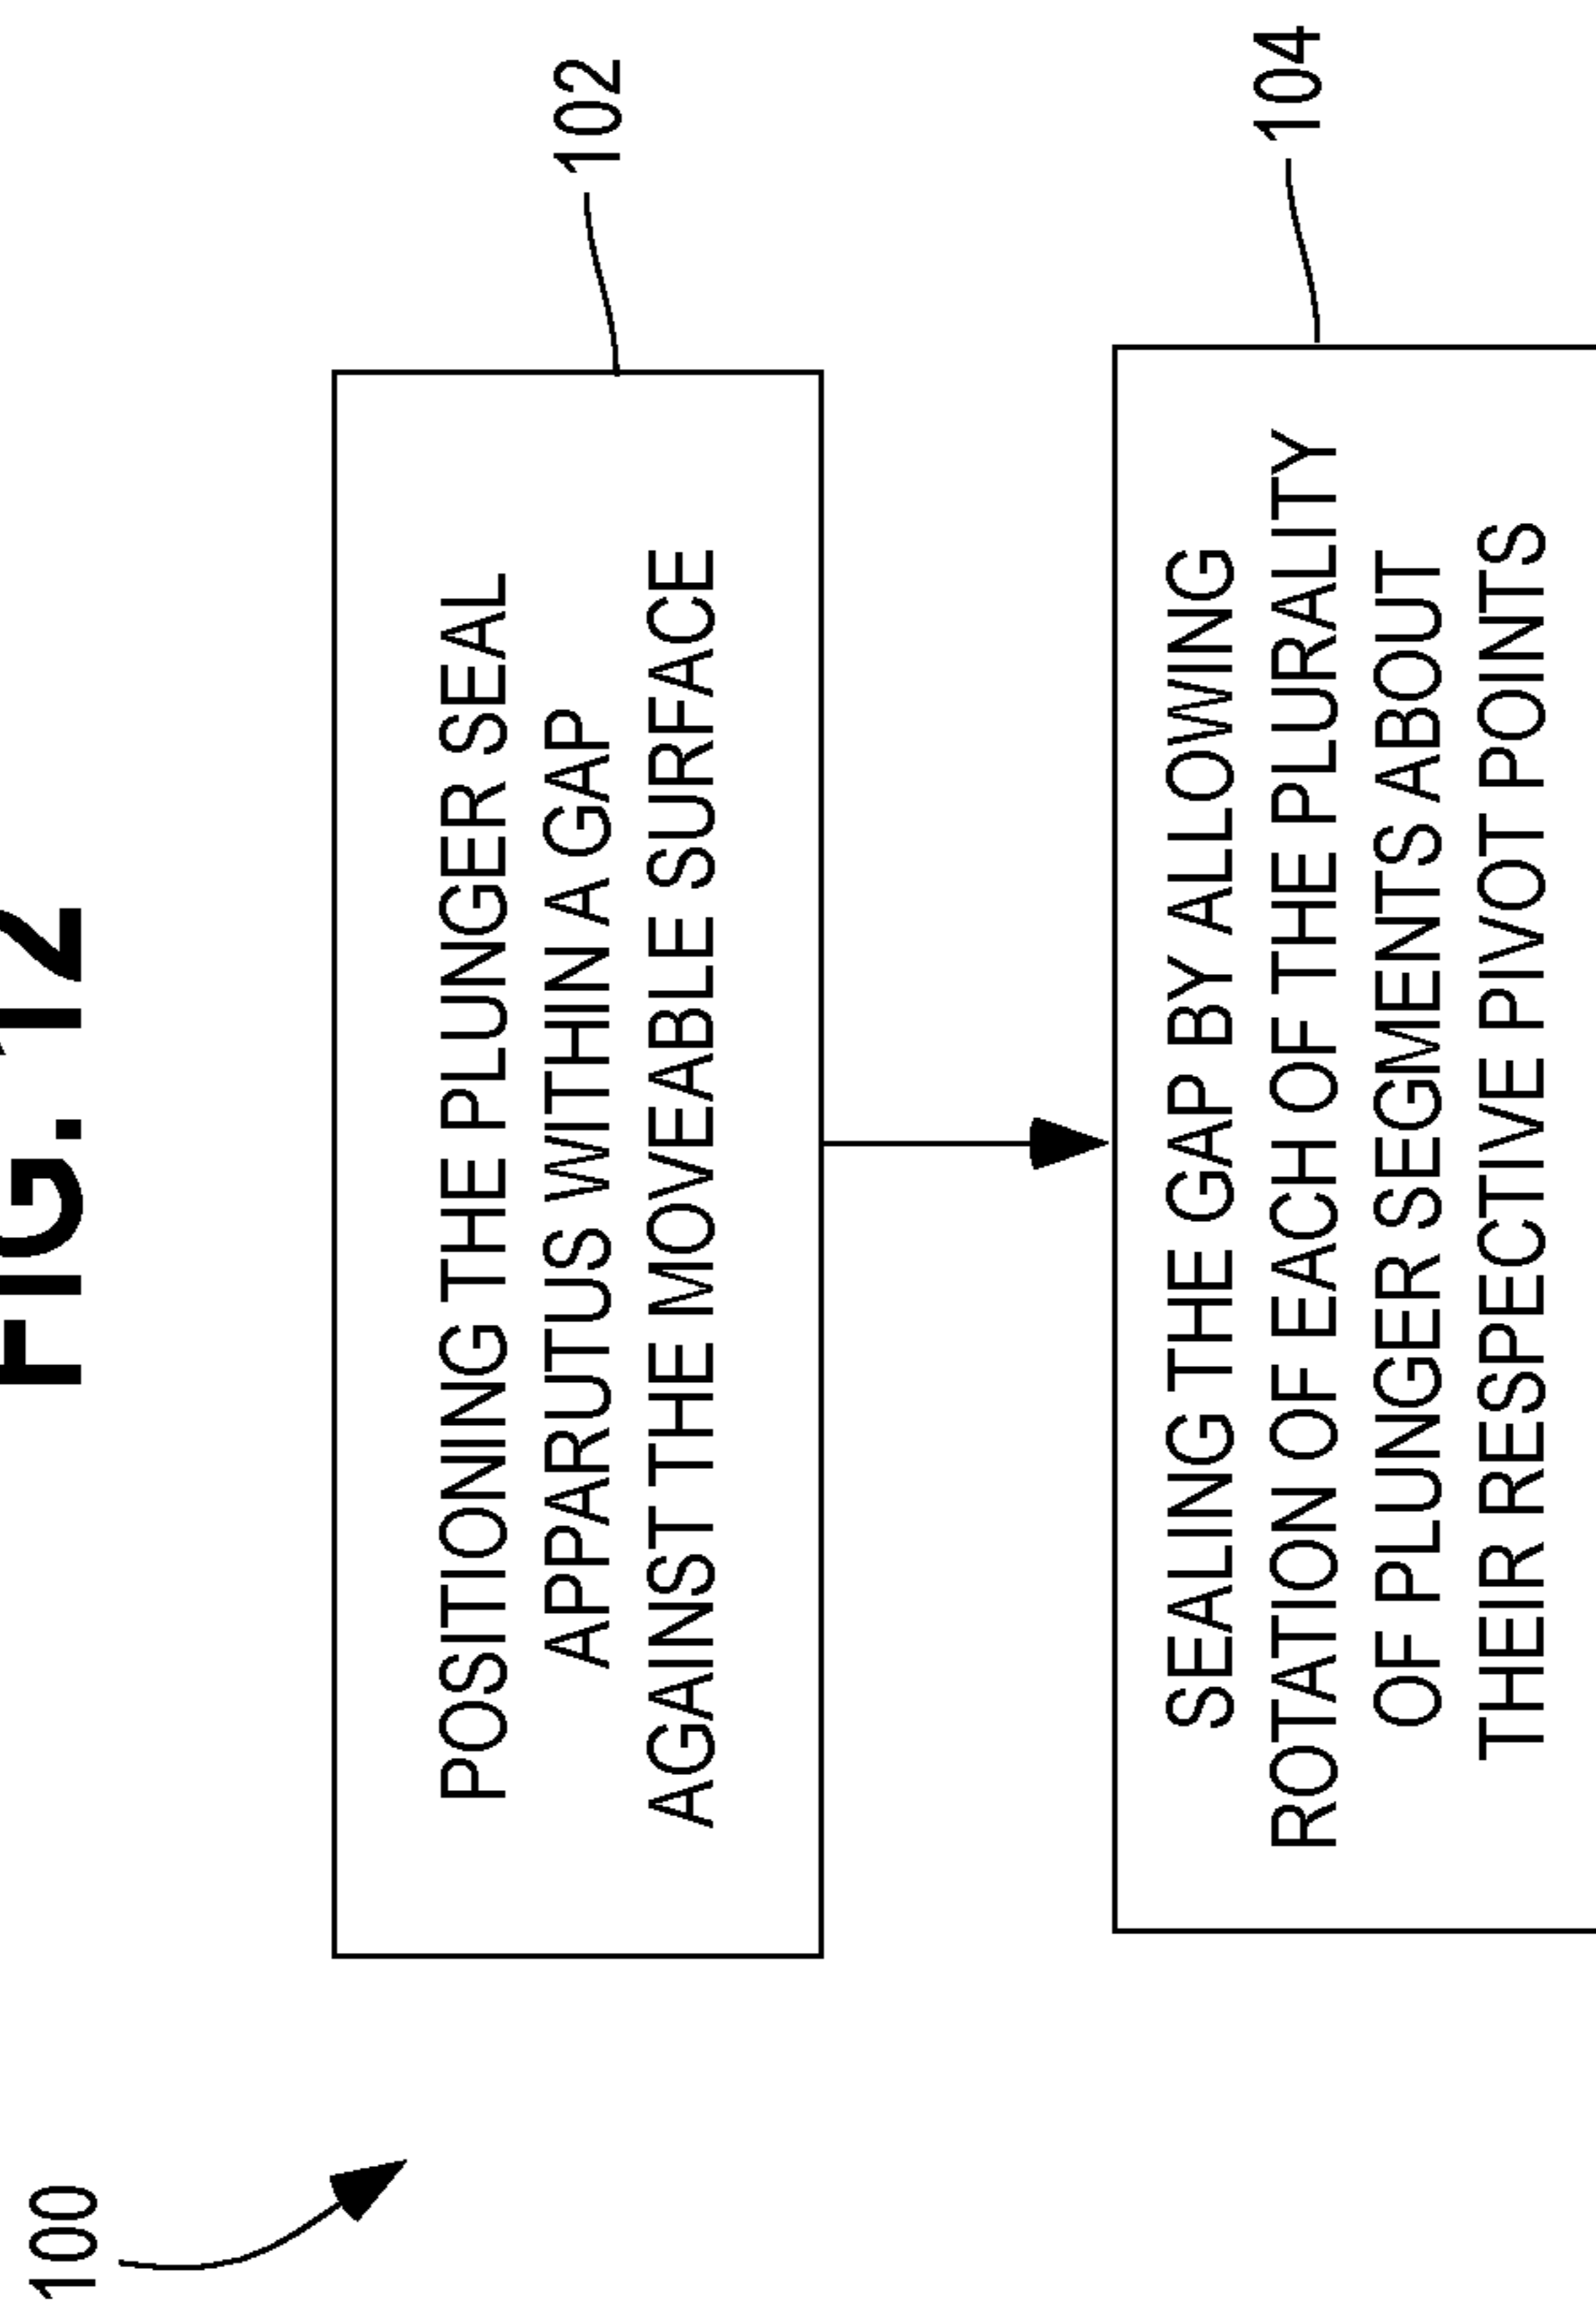 FIG. 12
100
POSITIONING THE PLUNGER SEAL
APPARUTUS WITHIN A GAP
AGAINST THE MOVEABLE SURFACE
102
SEALING THE GAP BY ALLOWING
ROTATION OF EACH OF THE PLURALITY
OF PLUNGER SEGMENTS ABOUT
THEIR RESPECTIVE PIVOT POINTS
104